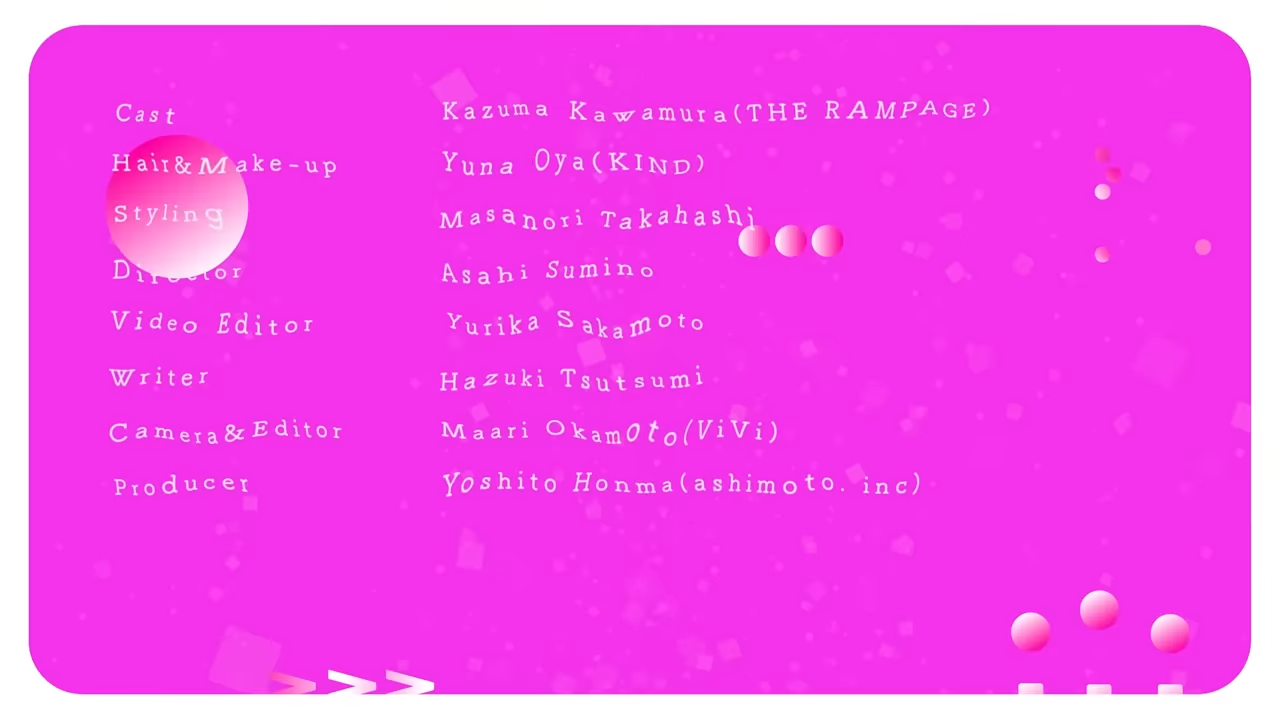 Cast Kazuma Kawamura(THE RAMPAGE)
Hair&Make-up Yuna Oya(KIND)
Styling Masanori Takahashi
Director Asahi Sumino
Video Editor Yurika Sakamoto
Writer Hazuki Tsutsumi
Camera&Editor Maari Okamoto(ViVi)
Producer Yoshito Honma(ashimoto. inc)
>>>